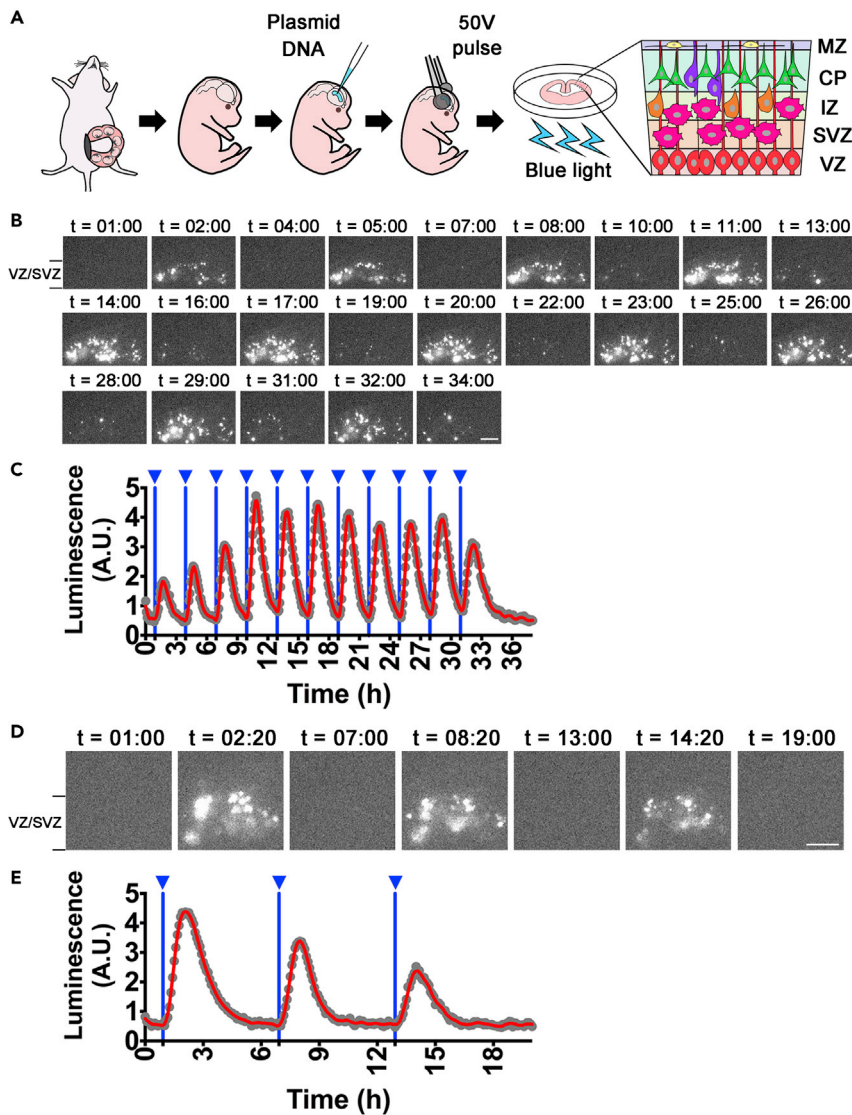 A
Plasmid
DNA
50V
pulse
Blue light
MZ
CP
IZ
SVZ
VZ
B
t = 01:00 t = 02:00 t = 04:00 t = 05:00 t = 07:00 t = 08:00 t = 10:00 t = 11:00 t = 13:00
VZ/SVZ
t = 14:00 t = 16:00 t = 17:00 t = 19:00 t = 20:00 t = 22:00 t = 23:00 t = 25:00 t = 26:00
t = 28:00 t = 29:00 t = 31:00 t = 32:00 t = 34:00
C
Luminescence
(A.U.)
5
4
3
2
1
0
0 3 6 9 12 15 18 21 24 27 30 33 36
Time (h)
D
t = 01:00 t = 02:20 t = 07:00 t = 08:20 t = 13:00 t = 14:20 t = 19:00
VZ/SVZ
E
Luminescence
(A.U.)
5
4
3
2
1
0
0 3 6 9 12 15 18
Time (h)